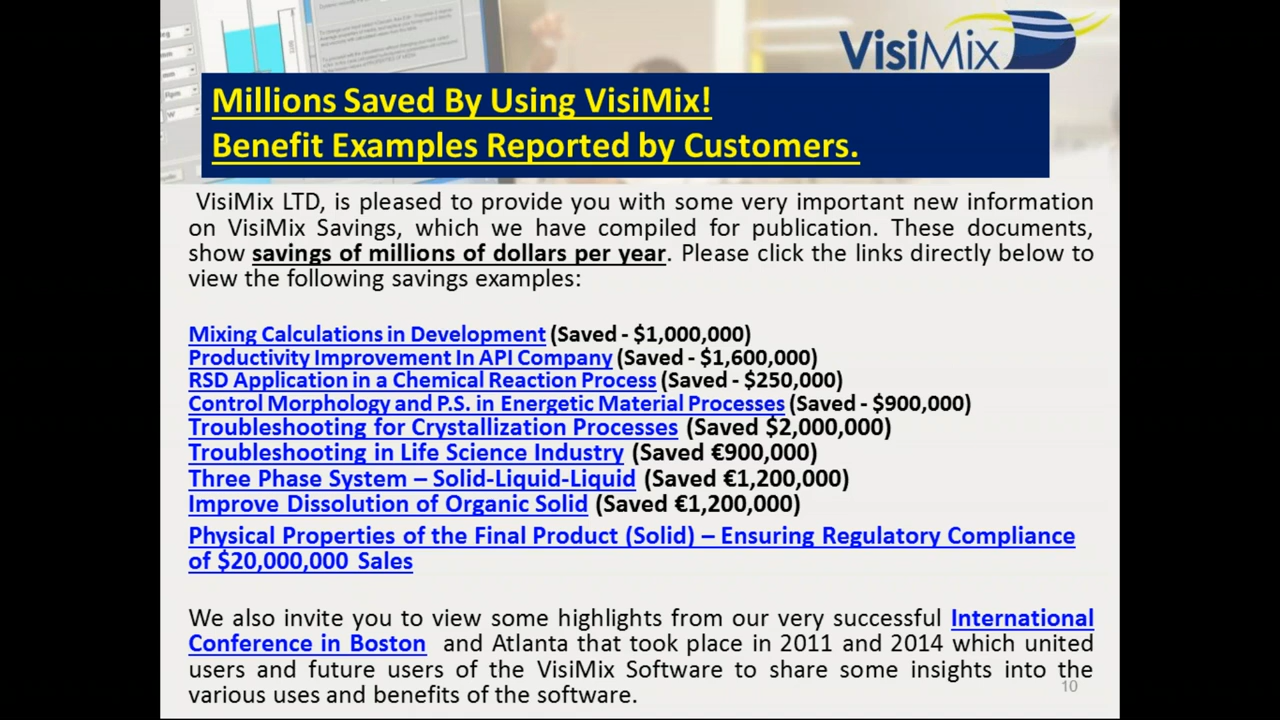 VisiMix
Millions Saved By Using VisiMix!
Benefit Examples Reported by Customers.
VisiMix LTD, is pleased to provide you with some very important new information
on VisiMix Savings, which we have compiled for publication. These documents,
show savings of millions of dollars per year. Please click the links directly below to
view the following savings examples:
Mixing Calculations in Development (Saved - $1,000,000)
Productivity Improvement In API Company (Saved - $1,600,000)
RSD Application in a Chemical Reaction Process (Saved - $250,000)
Control Morphology and P.S. in Energetic Material Processes (Saved - $900,000)
Troubleshooting for Crystallization Processes (Saved $2,000,000)
Troubleshooting in Life Science Industry (Saved €900,000)
Three Phase System – Solid-Liquid-Liquid (Saved €1,200,000)
Improve Dissolution of Organic Solid (Saved €1,200,000)
Physical Properties of the Final Product (Solid) – Ensuring Regulatory Compliance
of $20,000,000 Sales
We also invite you to view some highlights from our very successful International
Conference in Boston and Atlanta that took place in 2011 and 2014 which united
users and future users of the VisiMix Software to share some insights into the
various uses and benefits of the software.
10